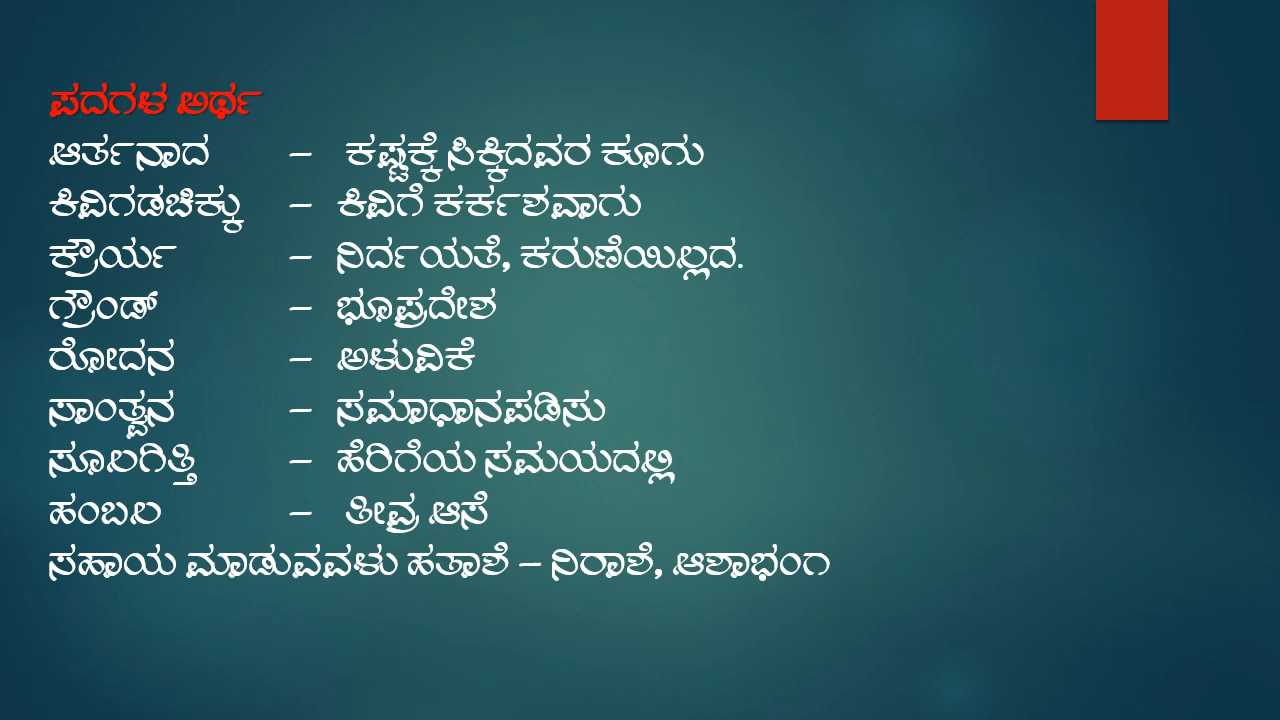 ಪದಗಳ ಅರ್ಥ
ಆರ್ತನಾದ – ಕಷ್ಟಕ್ಕೆ ಸಿಕ್ಕಿದವರ ಕೂಗು
ಕಿವಿಗಡಚಿಕ್ಕು – ಕಿವಿಗೆ ಕರ್ಕಶವಾಗು
ಕ್ರೌರ್ಯ – ನಿರ್ದಯತೆ, ಕರುಣೆಯಿಲ್ಲದ.
ಗ್ರೌಂಡ್ – ಭೂಪ್ರದೇಶ
ರೋದನ – ಅಳುವಿಕೆ
ಸಾಂತ್ವನ – ಸಮಾಧಾನಪಡಿಸು
ಸೂಲಗಿತ್ತಿ – ಹೆರಿಗೆಯ ಸಮಯದಲ್ಲಿ
ಹಂಬಲ – ತೀವ್ರ ಆಸೆ
ಸಹಾಯ ಮಾಡುವವಳು ಹತಾಶೆ – ನಿರಾಶೆ, ಆಶಾಭಂಗ